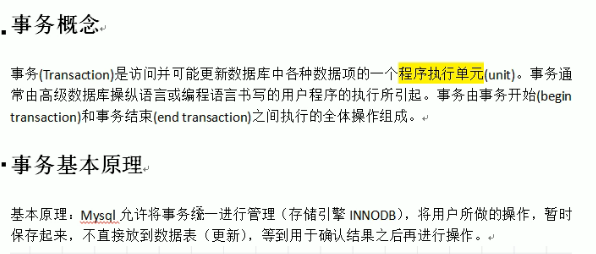 事务概念
事务(Transaction)是访问并可能更新数据库中各种数据项的一个程序执行单元(unit)。事务通
常由高级数据库操纵语言或编程语言书写的用户程序的执行所引起。事务由事务开始(begin
transaction)和事务结束(end transaction)之间执行的全体操作组成。
事务基本原理
基本原理：Mysql 允许将事务统一进行管理（存储引擎 INNODB），将用户所做的操作，暂时
保存起来，不直接放到数据表（更新），等到用于确认结果之后再进行操作。